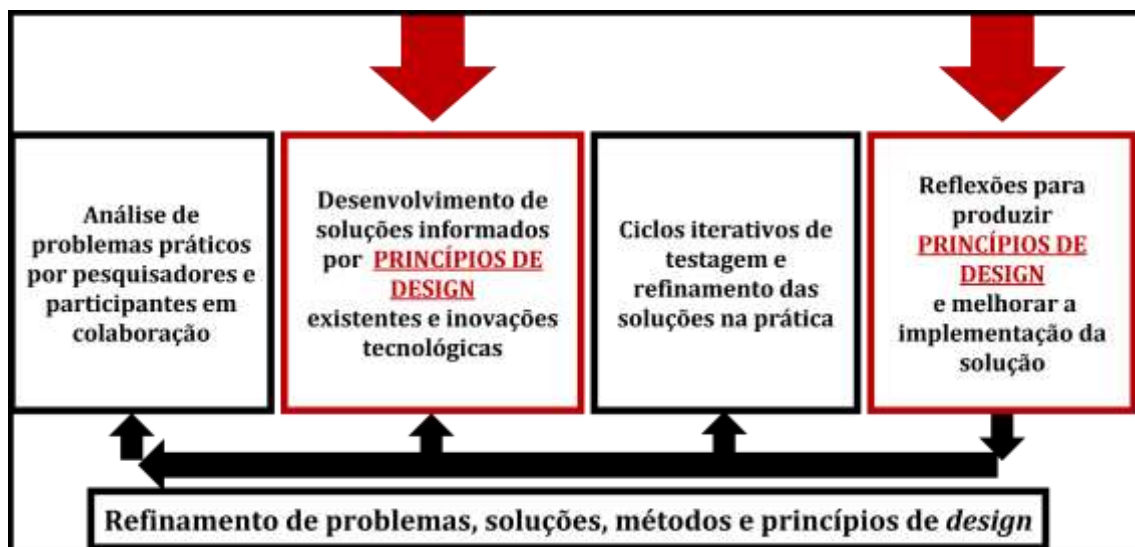 Análise de
problemas práticos
por pesquisadores e
participantes em
colaboração
Desenvolvimento de
soluções informados
por PRINCÍPIOS DE
DESIGN
existentes e inovações
tecnológicas
Ciclos iterativos de
testagem e
refinamento das
soluções na prática
Reflexões para
produzir
PRINCÍPIOS DE
DESIGN
e melhorar a
implementação da
solução
Refinamento de problemas, soluções, métodos e princípios de design